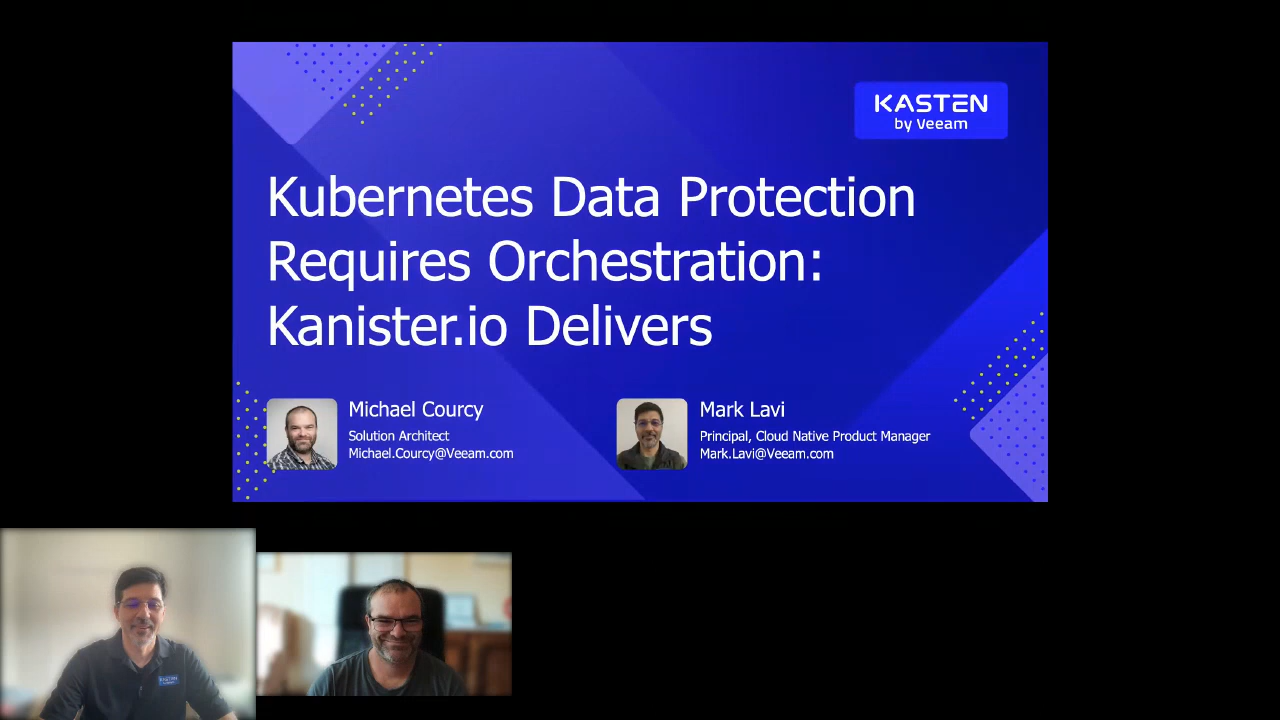 KASTEN
by Veeam
Kubernetes Data Protection
Requires Orchestration:
Kanister.io Delivers
Michael Courcy
Solution Architect
Michael.Courcy@Veeam.com
Mark Lavi
Principal, Cloud Native Product Manager
Mark.Lavi@Veeam.com
KASTEN